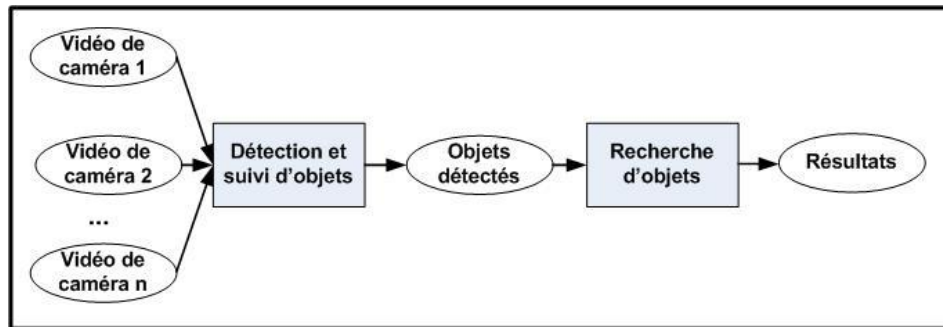 Vidéo de
caméra 1
Vidéo de
caméra 2
...
Vidéo de
caméra n
Détection et
suivi d'objets
Objets
détectés
Recherche
d'objets
Résultats